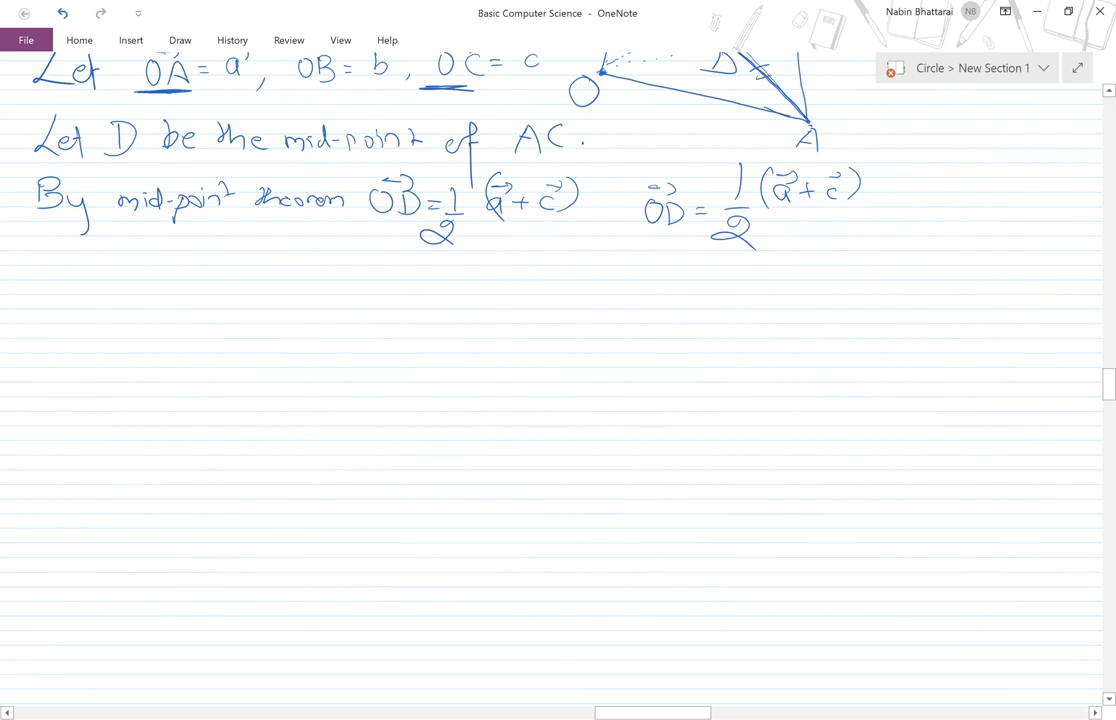 Basic Computer Science - OneNote
Nabin Bhattarai NB
File Home Insert Draw History Review View Help
Circle > New Section 1
Let OA = a, OB = b, OC = c
O D A
Let D be the mid-point of AC.
By mid-point theorem OD = 1/2 (a⃗ + c⃗) OD = 1/2 (a⃗ + c⃗)